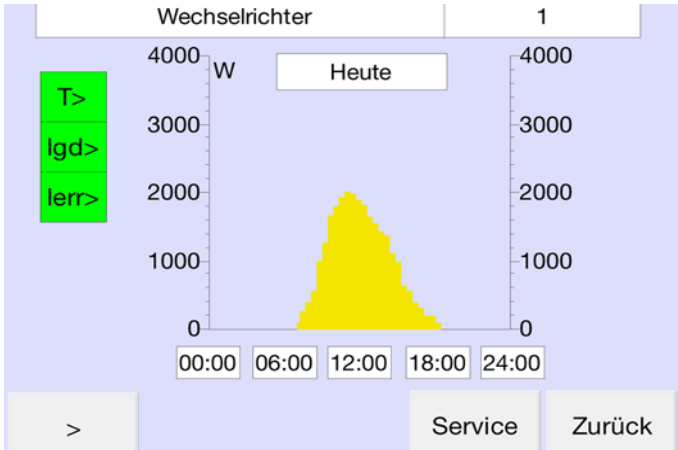 Wechselrichter 1
4000 W Heute 4000
T>
3000 3000
Igd>
2000 2000
Ierr>
1000 1000
0 0
00:00 06:00 12:00 18:00 24:00
> Service Zurück